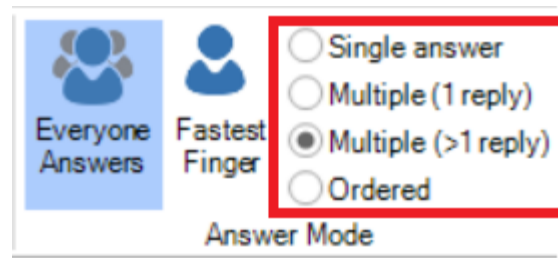 Everyone
Answers
Fastest
Finger
Single answer
Multiple (1 reply)
Multiple (>1 reply)
Ordered
Answer Mode